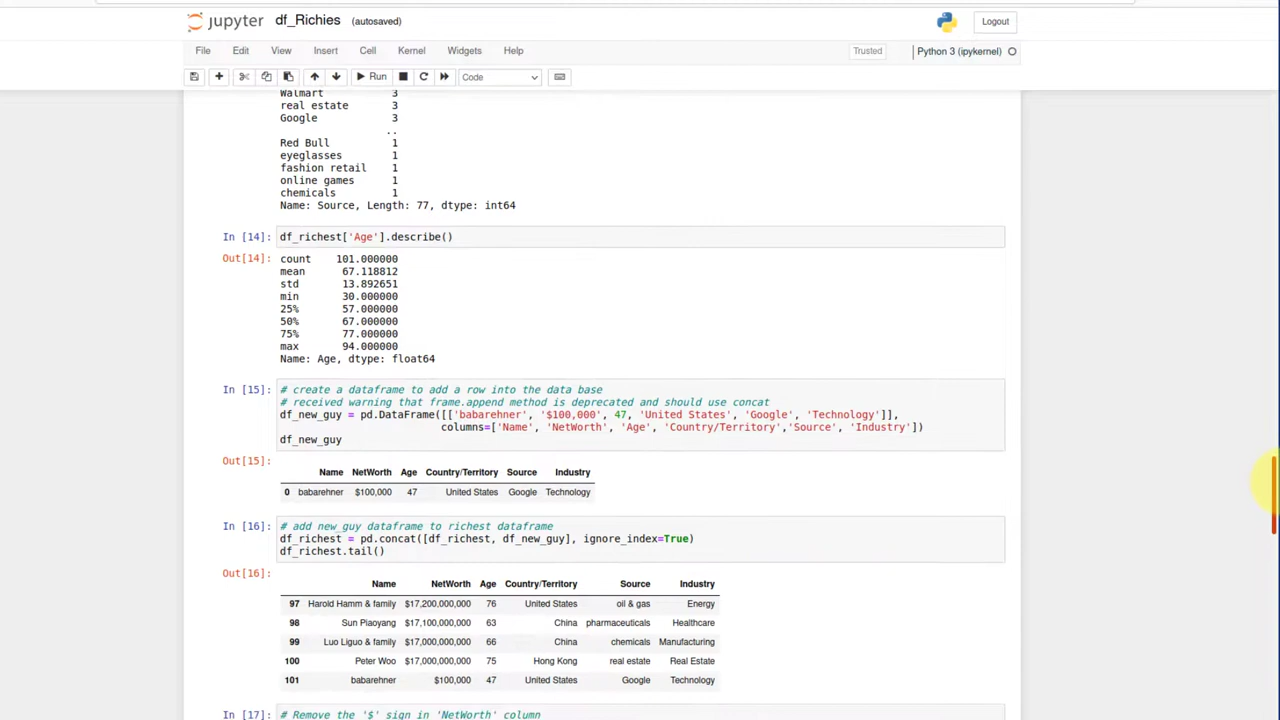 jupyter df_Richies (autosaved)
Logout
File Edit View Insert Cell Kernel Widgets Help
Trusted Python 3 (ipykernel)
Run Code
Walmart 3
real estate 3
Google 3
..
Red Bull 1
eyeglasses 1
fashion retail 1
online games 1
chemicals 1
Name: Source, Length: 77, dtype: int64
In [14]: df_richest['Age'].describe()
Out[14]: count 101.000000
mean 67.118812
std 13.892651
min 30.000000
25% 57.000000
50% 67.000000
75% 77.000000
max 94.000000
Name: Age, dtype: float64
In [15]: # create a dataframe to add a row into the data base
# received warning that frame.append method is deprecated and should use concat
df_new_guy = pd.DataFrame([['babarehner', '$100,000', 47, 'United States', 'Google', 'Technology']],
columns=['Name', 'NetWorth', 'Age', 'Country/Territory','Source', 'Industry'])
df_new_guy
Out[15]:
Name NetWorth Age Country/Territory Source Industry
0 babarehner $100,000 47 United States Google Technology
In [16]: # add new_guy dataframe to richest dataframe
df_richest = pd.concat([df_richest, df_new_guy], ignore_index=True)
df_richest.tail()
Out[16]:
Name NetWorth Age Country/Territory Source Industry
97 Harold Hamm & family $17,200,000,000 76 United States oil & gas Energy
98 Sun Piaoyang $17,100,000,000 63 China pharmaceuticals Healthcare
99 Luo Liguo & family $17,000,000,000 66 China chemicals Manufacturing
100 Peter Woo $17,000,000,000 75 Hong Kong real estate Real Estate
101 babarehner $100,000 47 United States Google Technology
In [17]: # Remove the '$' sign in 'NetWorth' column